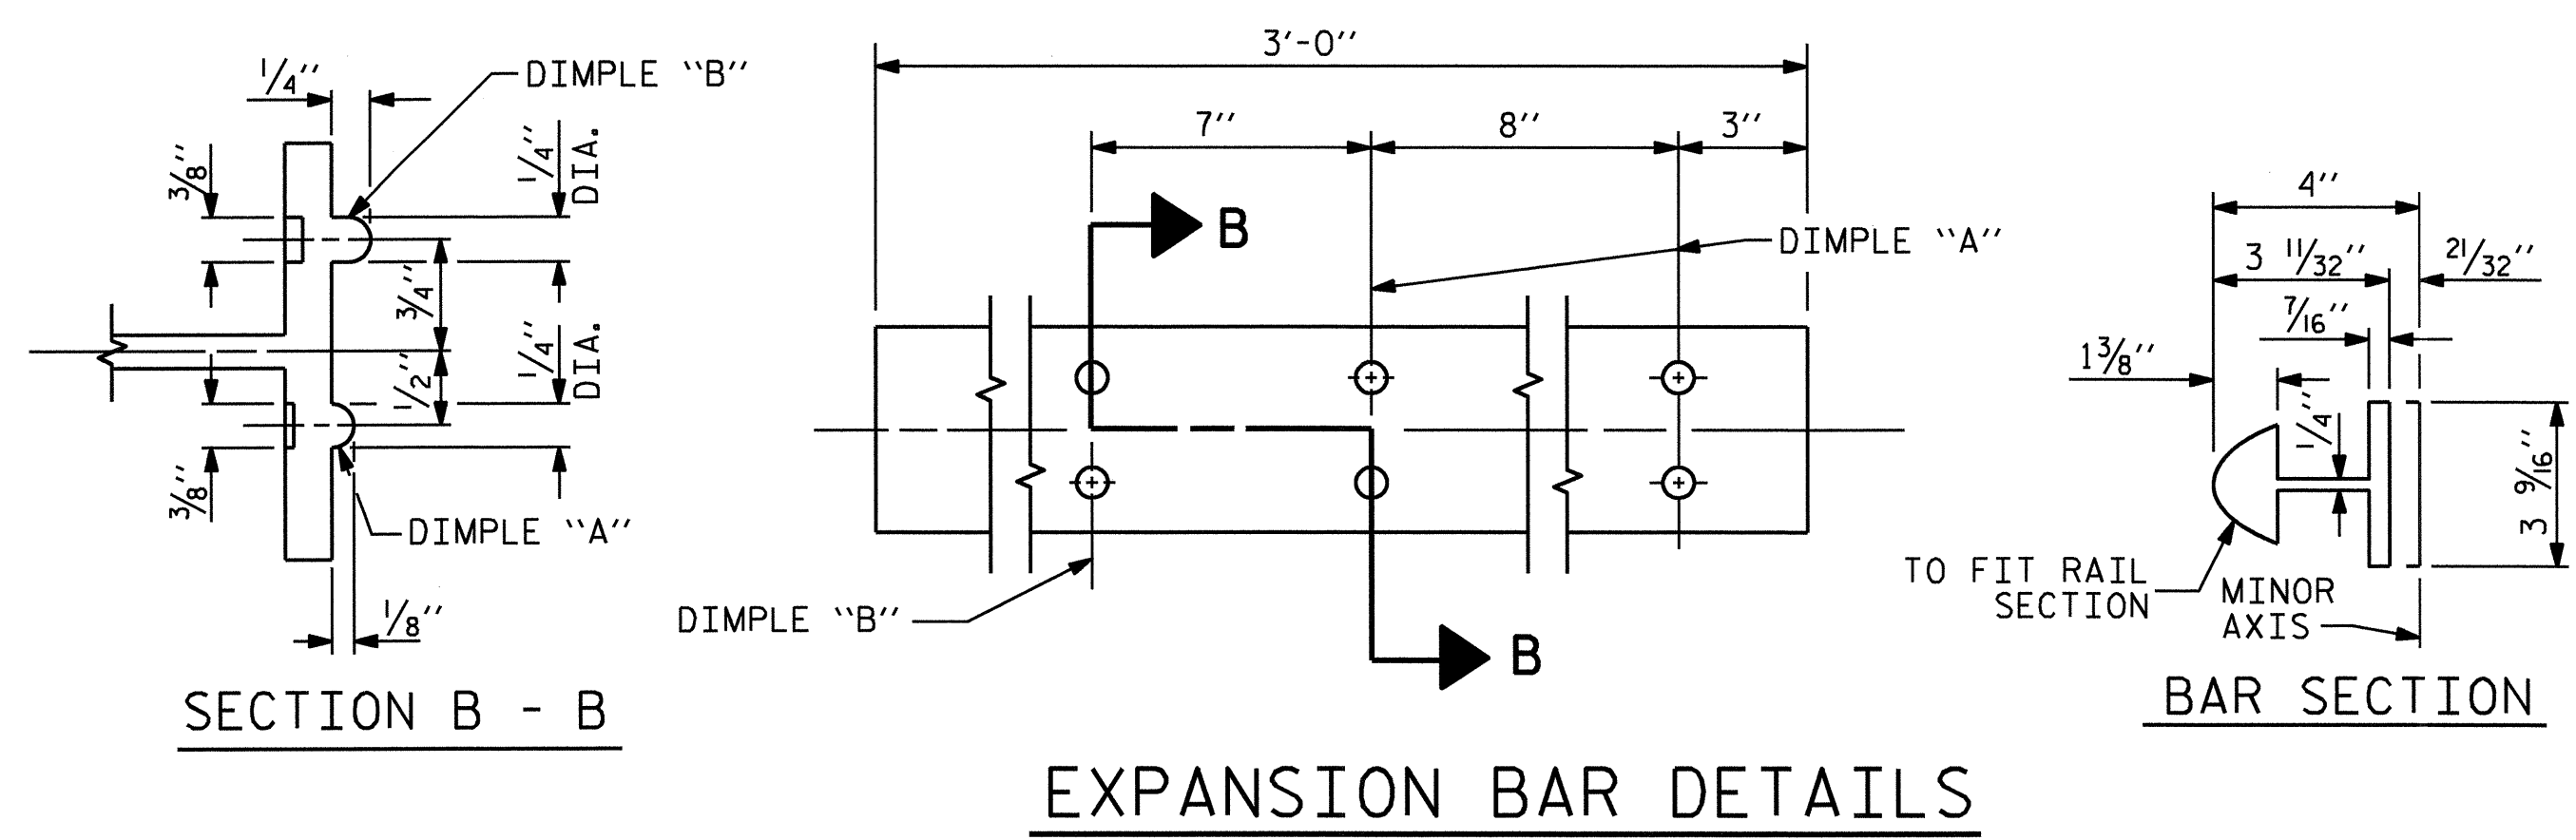 1/4"
DIMPLE "B"
3/8"
1/4" DIA.
3/4"
1/2"
1/4" DIA.
3/8"
DIMPLE "A"
1/8"
SECTION B - B
3'-0"
7"
8"
3"
B
DIMPLE "A"
DIMPLE "B"
B
EXPANSION BAR DETAILS
4"
3 11/32"
21/32"
7/16"
1 3/8"
1/4"
3 9/16"
TO FIT RAIL
SECTION
MINOR
AXIS
BAR SECTION